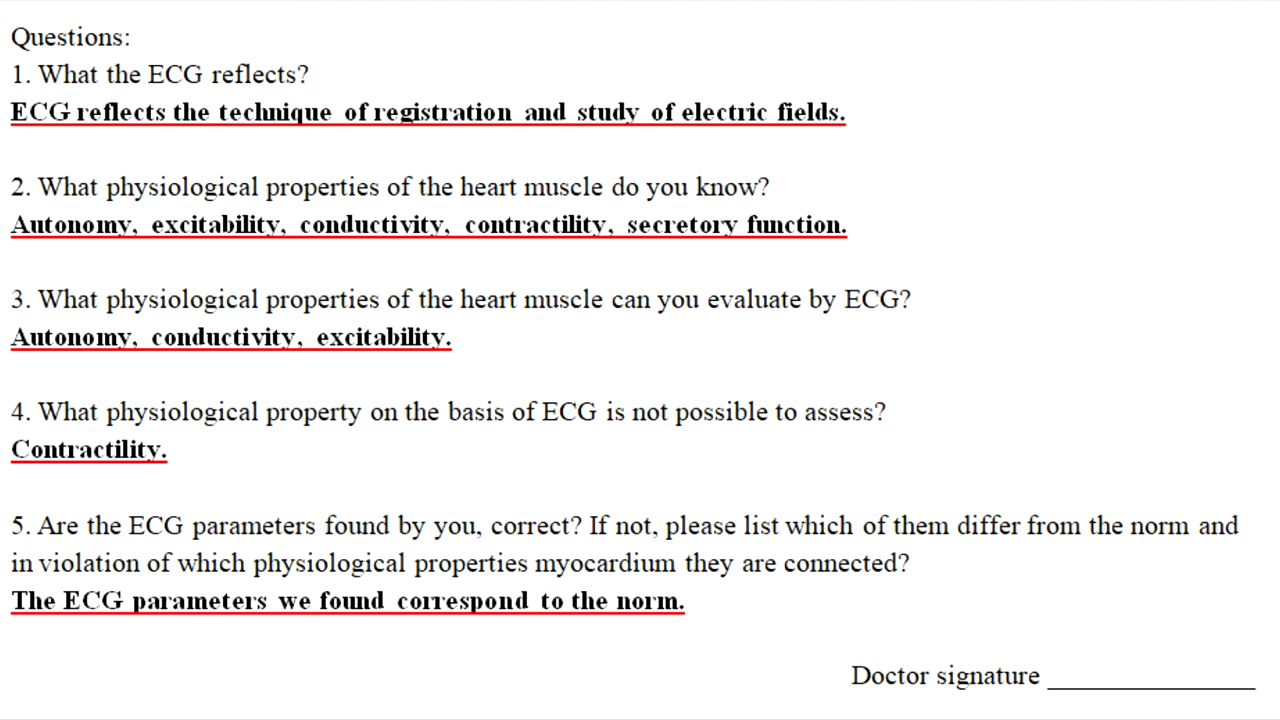 Questions:
1. What the ECG reflects?
ECG reflects the technique of registration and study of electric fields.
2. What physiological properties of the heart muscle do you know?
Autonomy, excitability, conductivity, contractility, secretory function.
3. What physiological properties of the heart muscle can you evaluate by ECG?
Autonomy, conductivity, excitability.
4. What physiological property on the basis of ECG is not possible to assess?
Contractility.
5. Are the ECG parameters found by you, correct? If not, please list which of them differ from the norm and
in violation of which physiological properties myocardium they are connected?
The ECG parameters we found correspond to the norm.
Doctor signature _______________